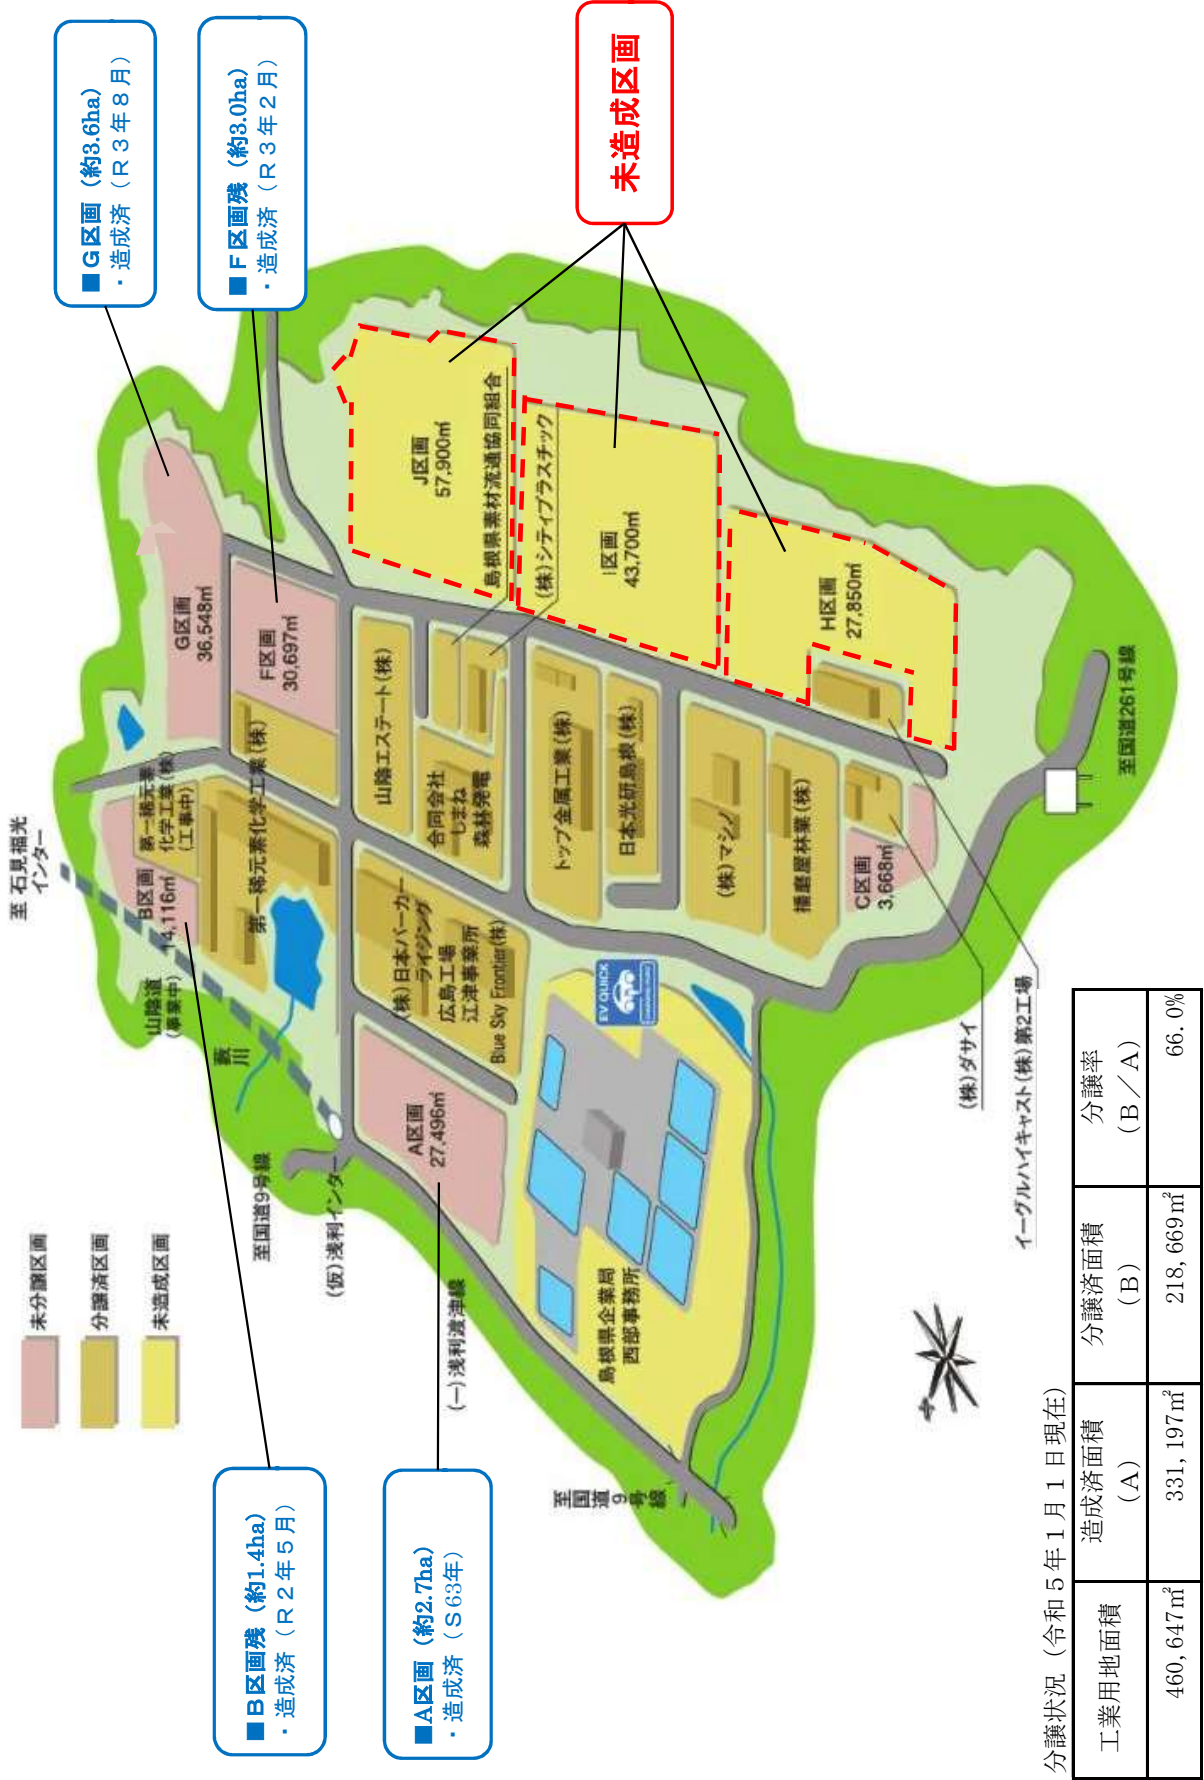 ■G区画（約3.6ha）
・造成済（R３年８月）
■F区画残（約3.0ha）
・造成済（R３年２月）
未造成区画
■B区画残（約1.4ha）
・造成済（R２年５月）
■A区画（約2.7ha）
・造成済（S63年）
未分譲区画
分譲済区画
未造成区画
至 石見福光
インター
山陰道
(事業中)
藪
川
至国道9号線
(仮)浅利インター
(一)浅利渡津線
至国道
9号線
B区画
14,116㎡
第一稀元素
化学工業(株)
(工事中)
第一稀元素化学工業(株)
G区画
36,548㎡
F区画
30,697㎡
J区画
57,900㎡
島根県素材流通協同組合
(株)シティプラスチック
I区画
43,700㎡
H区画
27,850㎡
山陰エステート(株)
合同会社
しまね
森林発電
トップ金属工業(株)
日本光研島根(株)
(株)マシノ
播磨屋林業(株)
C区画
3,668㎡
(株)日本パーカー
ライジング
広島工場
江津事業所
Blue Sky Frontier(株)
A区画
27,496㎡
EV QUICK
島根県企業局
西部事務所
(株)ダサイ
イーグルハイキャスト(株)第2工場
至国道261号線
分譲状況（令和５年１月１日現在）
工業用地面積
造成済面積
（A）
分譲済面積
（B）
分譲率
（B／A）
460,647㎡
331,197㎡
218,669㎡
66.0%